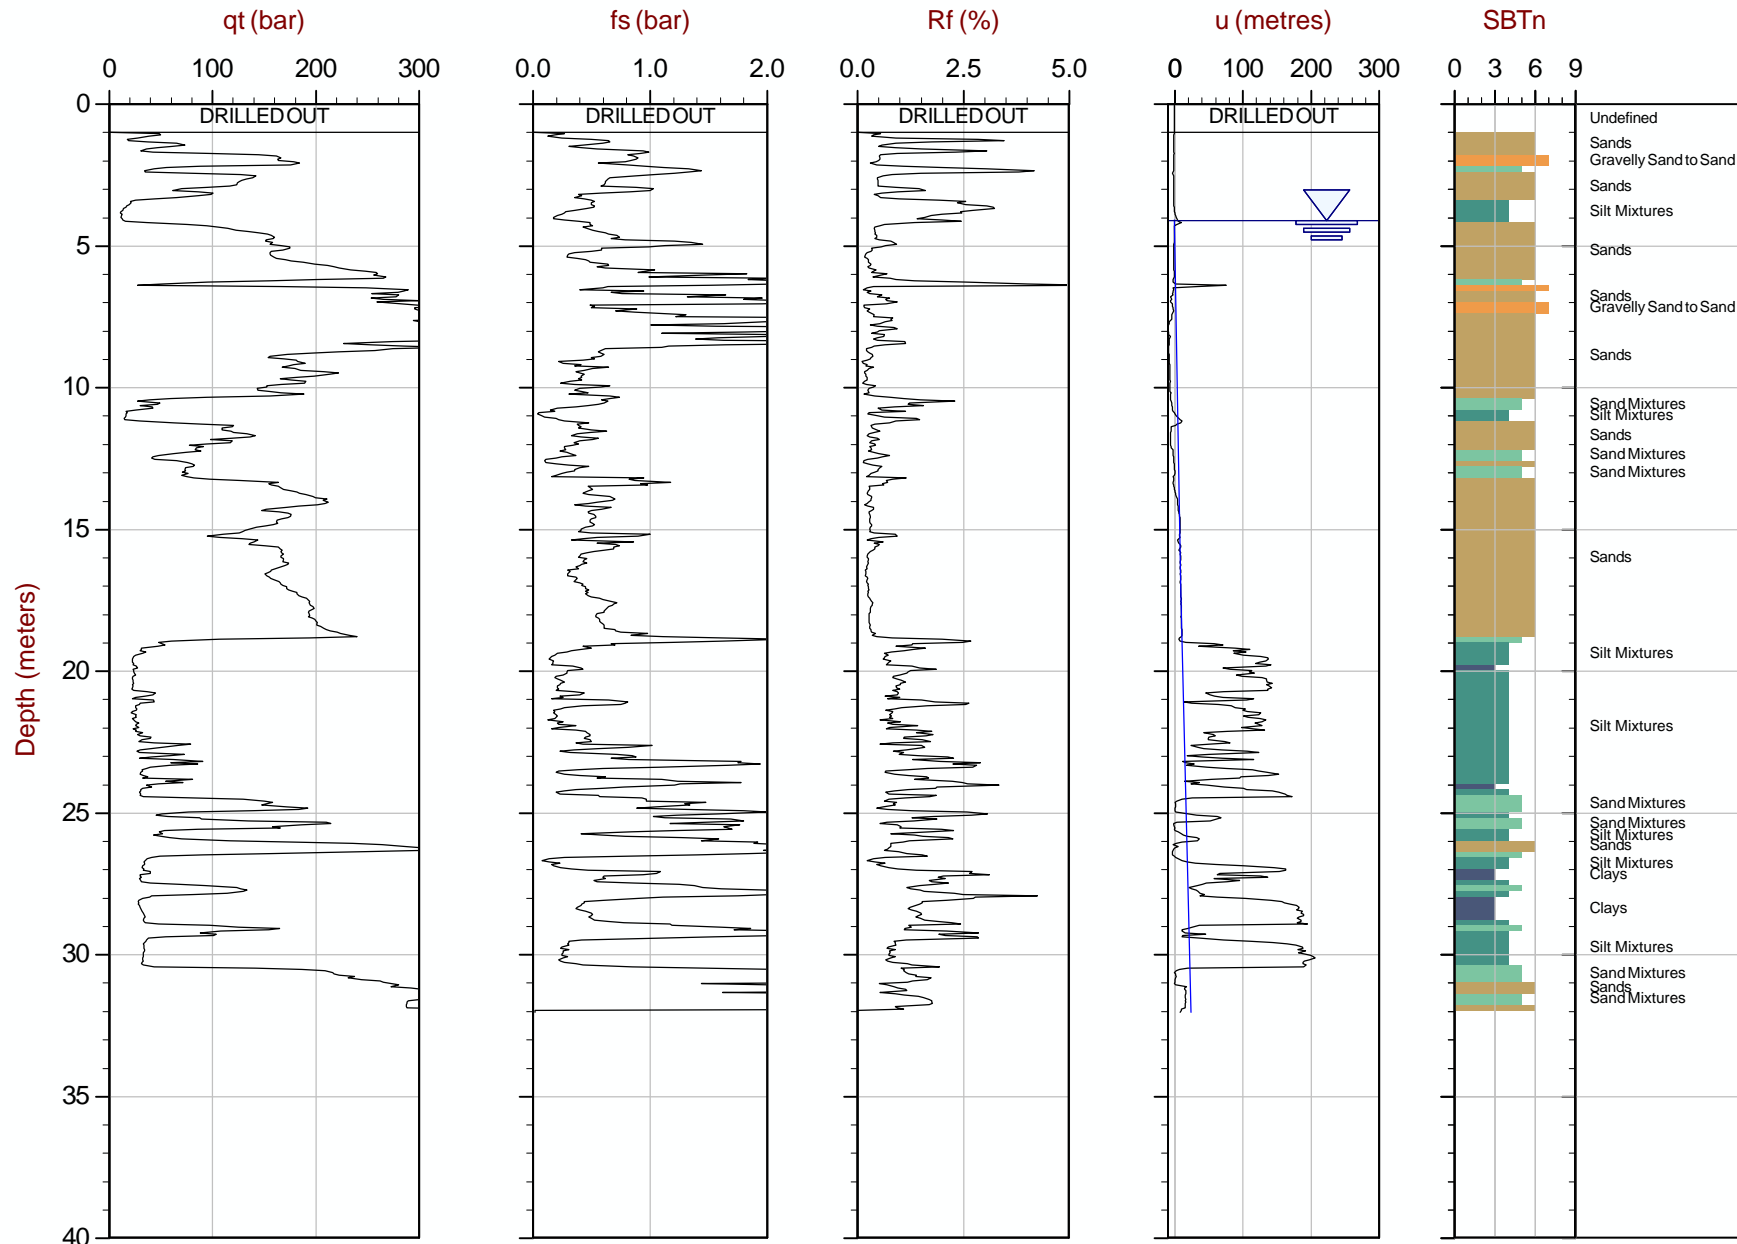 qt (bar) fs (bar) Rf (%) u (metres) SBTn
0 100 200 300 0.0 1.0 2.0 0.0 2.5 5.0 0 100 200 300 0 3 6 9
0
DRILLED OUT DRILLED OUT DRILLED OUT DRILLED OUT
Undefined
Sands
Gravelly Sand to Sand
Sands
Silt Mixtures
5
Sands
Sands
Gravelly Sand to Sand
Sands
10
Sand Mixtures
Silt Mixtures
Sands
Sand Mixtures
Sand Mixtures
15
Sands
Depth (meters)
Silt Mixtures
20
Silt Mixtures
Sand Mixtures
25
Sand Mixtures
Silt Mixtures
Sands
Silt Mixtures
Clays
Clays
Silt Mixtures
30
Sand Mixtures
Sands
Sand Mixtures
35
40